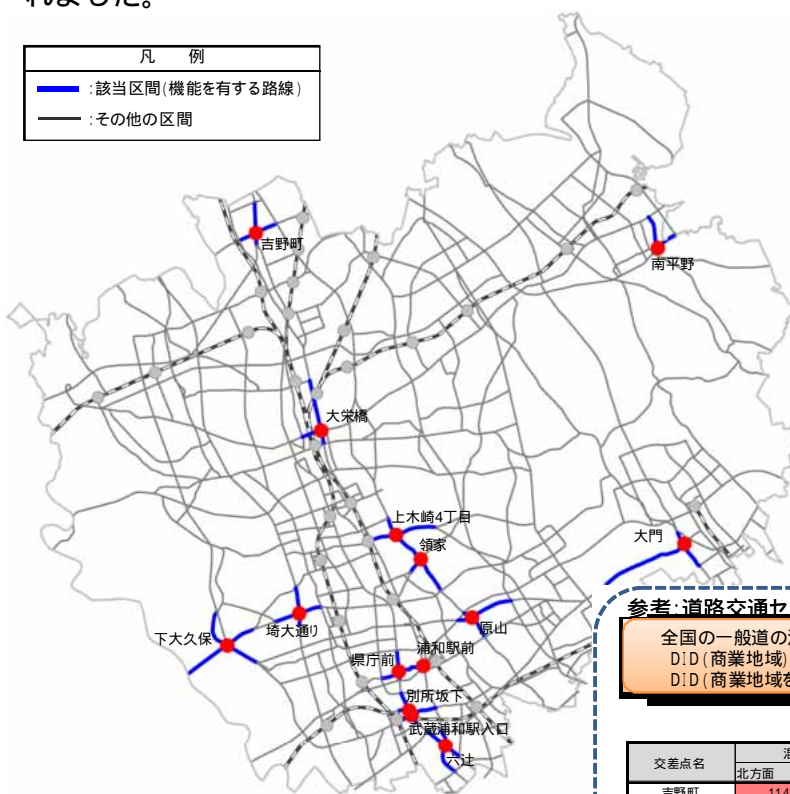 れました。
凡　例
:該当区間(機能を有する路線)
:その他の区間
吉野町
南平野
大栄橋
上木崎4丁目
領家
大門
原山
埼大通り
下大久保
県庁前
浦和駅前
別所坂下
武蔵浦和駅入口
六辻
参考:道路交通セ
全国の一般道の
DID(商業地域)
DID(商業地域を
交差点名
北方面
吉野町
114